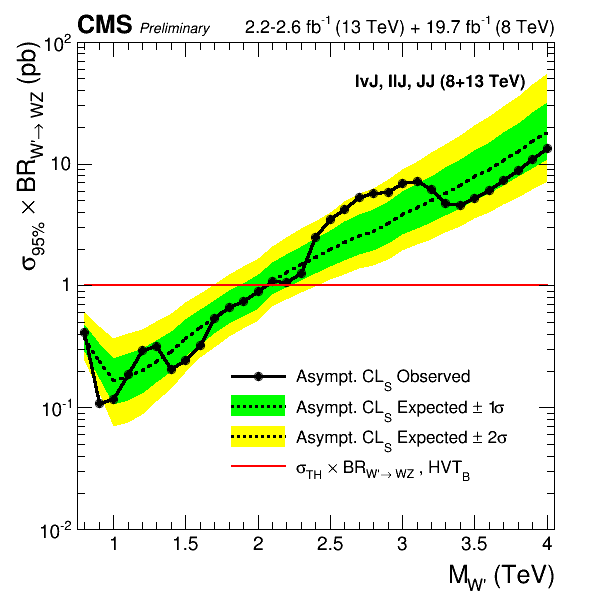 CMS Preliminary 2.2-2.6 fb⁻¹ (13 TeV) + 19.7 fb⁻¹ (8 TeV)
lνJ, llJ, JJ (8+13 TeV)
σ95% × BRW'→ WZ (pb)
10²
10
1
10⁻¹
10⁻²
Asympt. CLS Observed
Asympt. CLS Expected ± 1σ
Asympt. CLS Expected ± 2σ
σTH × BRW'→ WZ , HVTB
1 1.5 2 2.5 3 3.5 4
MW' (TeV)